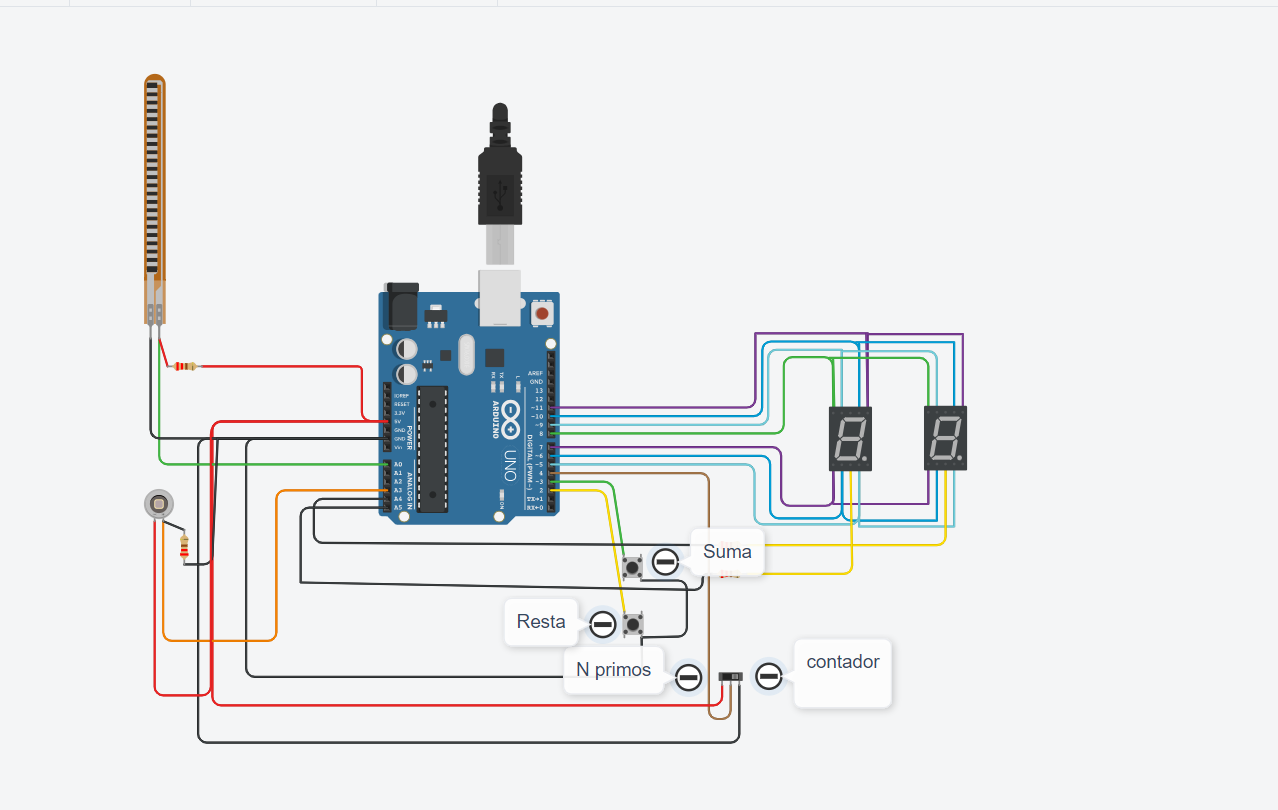 AREF
GND
13
12
~11
~10
~9
8
7
~6
~5
4
~3
2
TX→1
RX←0
IOREF
RESET
3.3V
5V
GND
GND
Vin
POWER
A0
A1
A2
A3
A4
A5
ANALOG IN
DIGITAL (PWM~)
ARDUINO
UNO
RX
TX
L
ON
Suma
Resta
N primos
contador